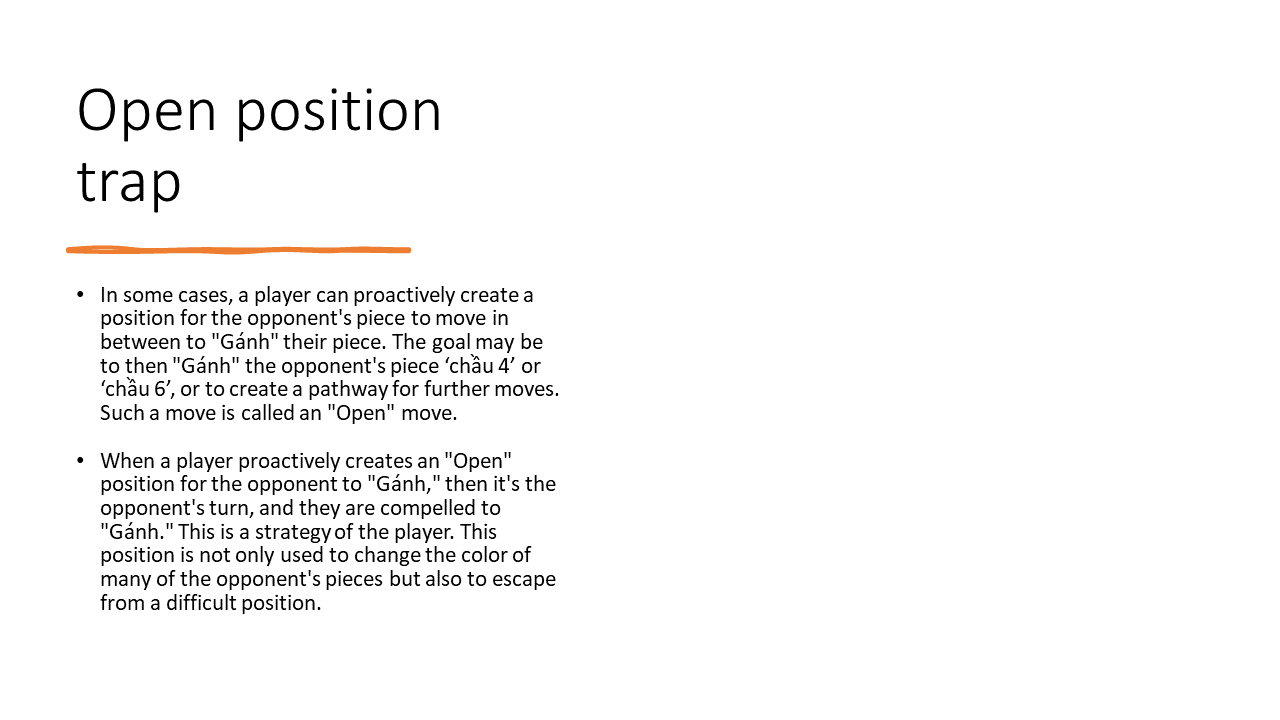 Open position
trap
• In some cases, a player can proactively create a
position for the opponent's piece to move in
between to "Gánh" their piece. The goal may be
to then "Gánh" the opponent's piece ‘chầu 4’ or
‘chầu 6’, or to create a pathway for further moves.
Such a move is called an "Open" move.
• When a player proactively creates an "Open"
position for the opponent to "Gánh," then it's the
opponent's turn, and they are compelled to
"Gánh." This is a strategy of the player. This
position is not only used to change the color of
many of the opponent's pieces but also to escape
from a difficult position.